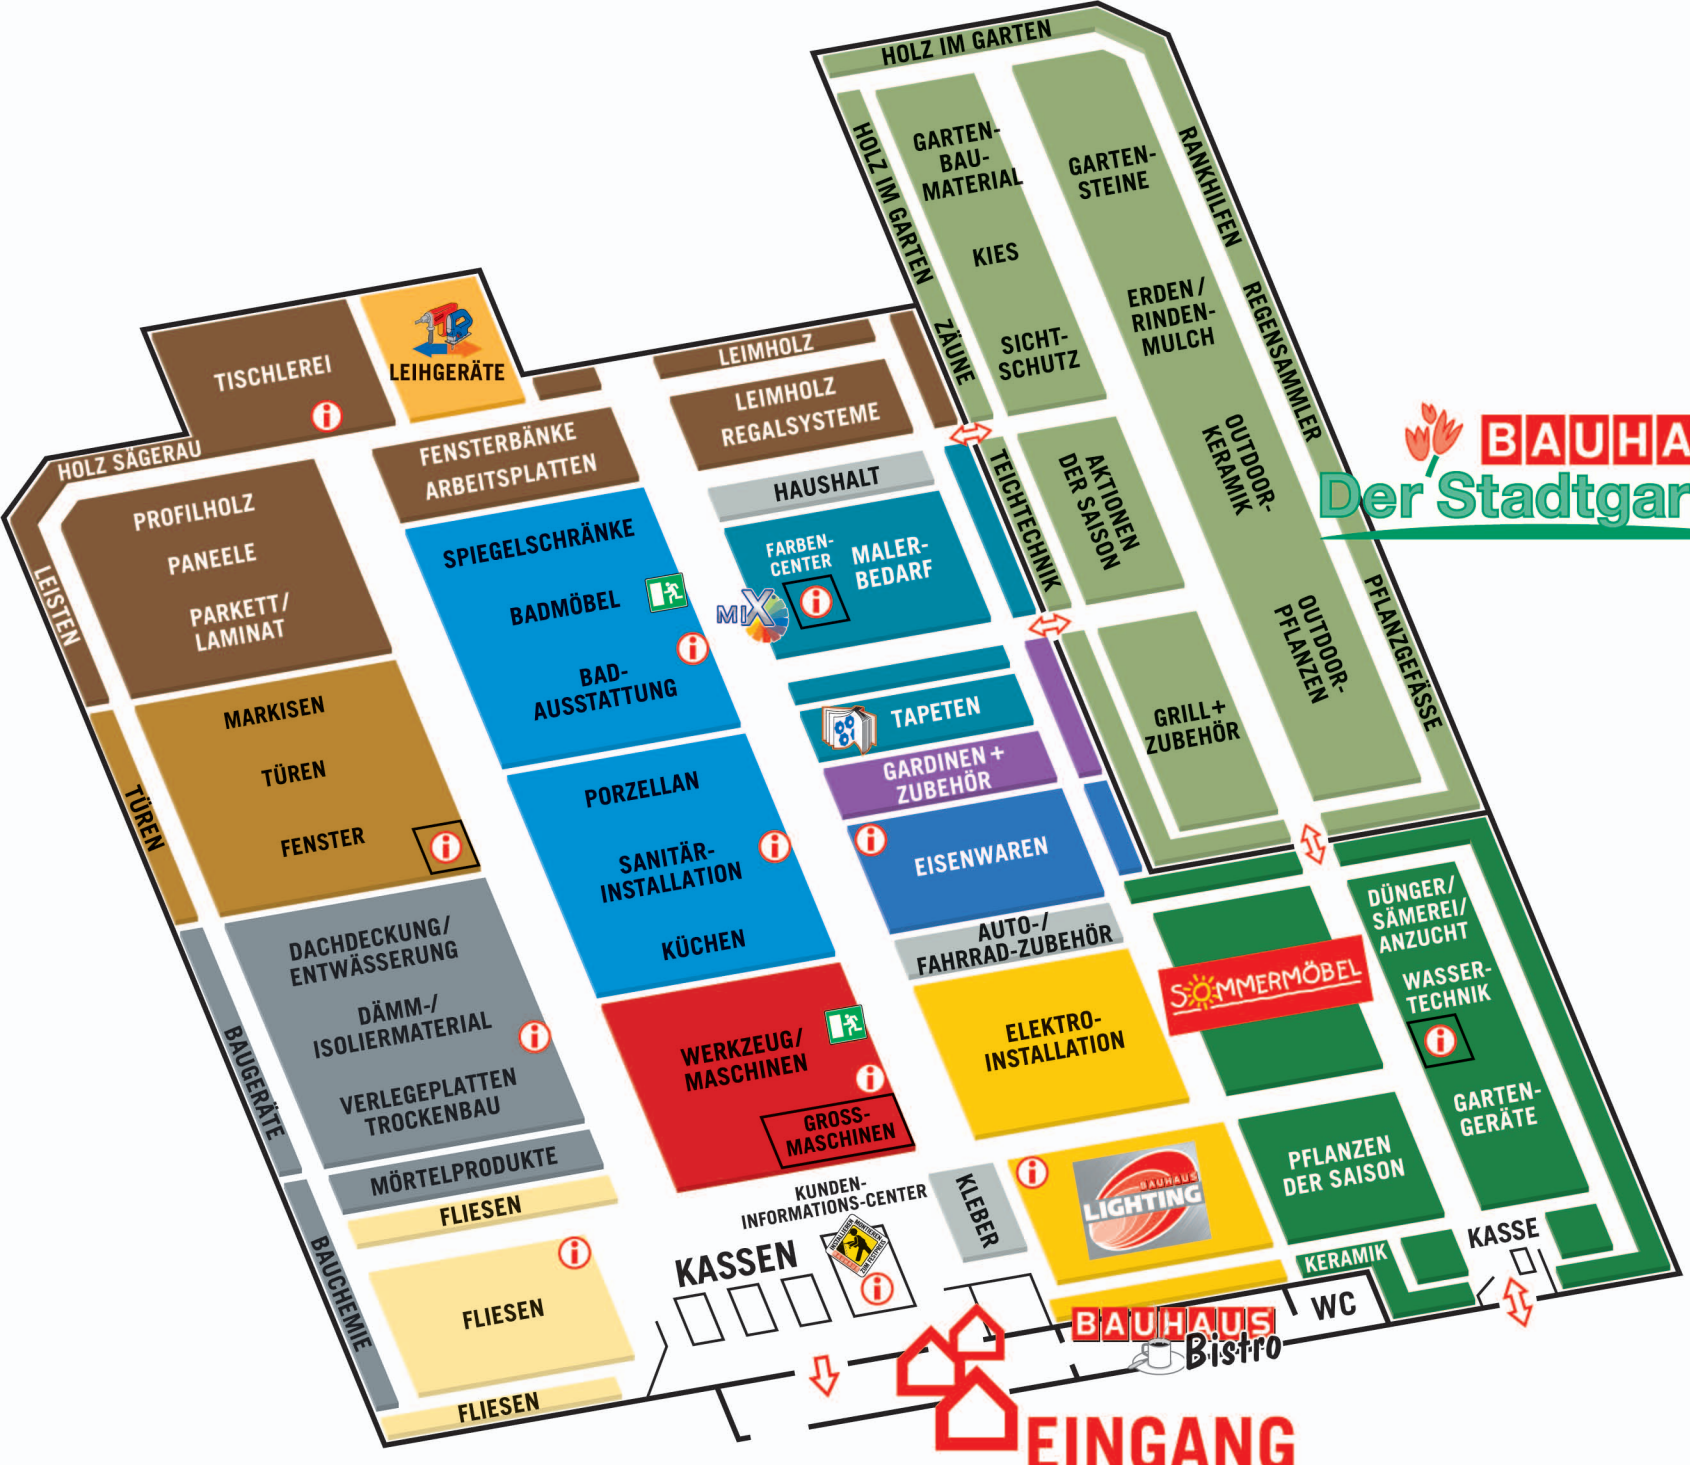 HOLZ IM GARTEN
HOLZ IM GARTEN
ZÄUNE
GARTEN-
BAU-
MATERIAL
KIES
SICHT-
SCHUTZ
GARTEN-
STEINE
ERDEN/
RINDEN-
MULCH
OUTDOOR-
KERAMIK
OUTDOOR-
PFLANZEN
RANKHILFEN
REGENSAMMLER
PFLANZGEFÄSSE
TEICHTECHNIK
AKTIONEN
DER SAISON
GRILL+
ZUBEHÖR
BAUHA
Der Stadtgar
TISCHLEREI
i
LEIHGERÄTE
HOLZ SÄGERAU
LEISTEN
PROFILHOLZ
PANEELE
PARKETT/
LAMINAT
FENSTERBÄNKE
ARBEITSPLATTEN
LEIMHOLZ
LEIMHOLZ
REGALSYSTEME
HAUSHALT
FARBEN-
CENTER
i
MALER-
BEDARF
MIX
TAPETEN
GARDINEN +
ZUBEHÖR
i
EISENWAREN
AUTO-/
FAHRRAD-ZUBEHÖR
ELEKTRO-
INSTALLATION
SPIEGELSCHRÄNKE
BADMÖBEL
i
BAD-
AUSSTATTUNG
PORZELLAN
SANITÄR-
INSTALLATION
i
KÜCHEN
WERKZEUG/
MASCHINEN
i
GROSS-
MASCHINEN
MARKISEN
TÜREN
FENSTER
i
TÜREN
DACHDECKUNG/
ENTWÄSSERUNG
DÄMM-/
ISOLIERMATERIAL
i
VERLEGEPLATTEN
TROCKENBAU
BAUGERÄTE
MÖRTELPRODUKTE
FLIESEN
BAUCHEMIE
i
FLIESEN
FLIESEN
KUNDEN-
INFORMATIONS-CENTER
KASSEN
i
KLEBER
i
BAUHAUS
LIGHTING
SOMMERMÖBEL
DÜNGER/
SÄMEREI/
ANZUCHT
WASSER-
TECHNIK
i
GARTEN-
GERÄTE
PFLANZEN
DER SAISON
KERAMIK
KASSE
WC
BAUHAUS
Bistro
EINGANG